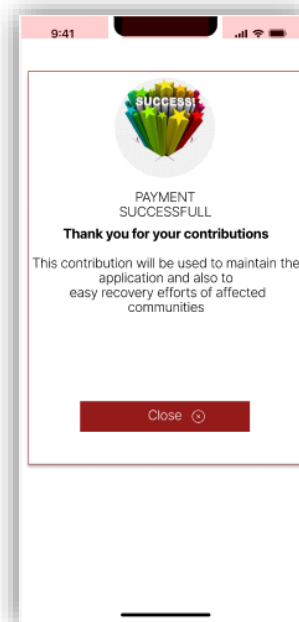 9:41
SUCCESS!
PAYMENT
SUCCESSFULL
Thank you for your contributions
This contribution will be used to maintain the
application and also to
easy recovery efforts of affected
communities
Close